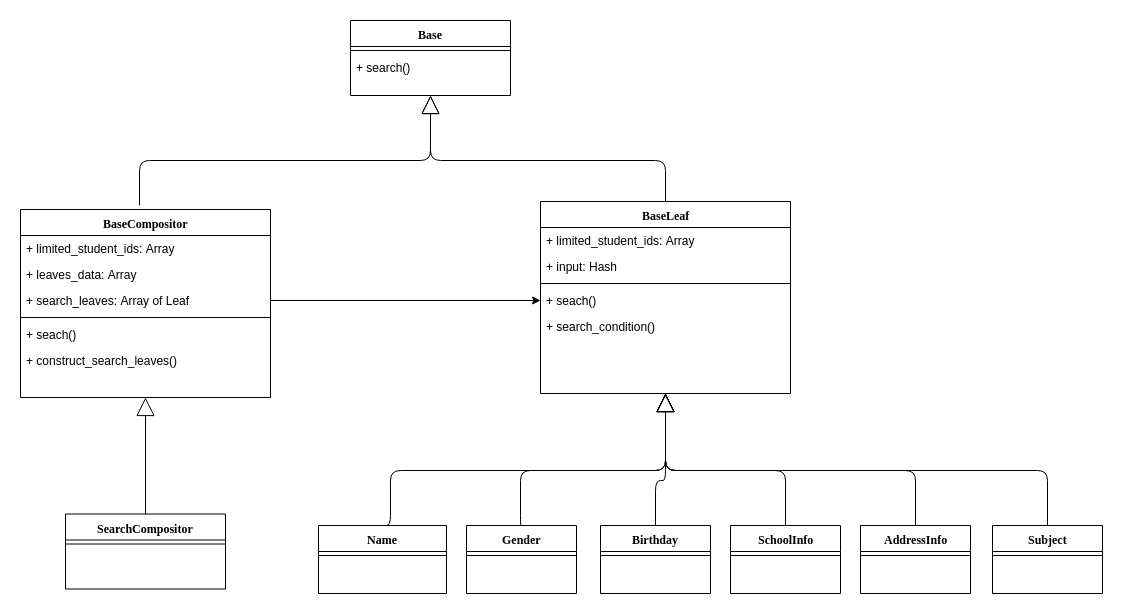 Base
+ search()
BaseCompositor
+ limited_student_ids: Array
+ leaves_data: Array
+ search_leaves: Array of Leaf
+ seach()
+ construct_search_leaves()
BaseLeaf
+ limited_student_ids: Array
+ input: Hash
+ seach()
+ search_condition()
SearchCompositor
Name
Gender
Birthday
SchoolInfo
AddressInfo
Subject